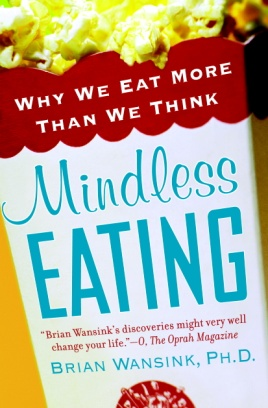 WHY WE EAT MORE
THAN WE THINK
Mindless
EATING
“Brian Wansink’s discoveries might very well
change your life.”—O, The Oprah Magazine
BRIAN WANSINK, PH.D.